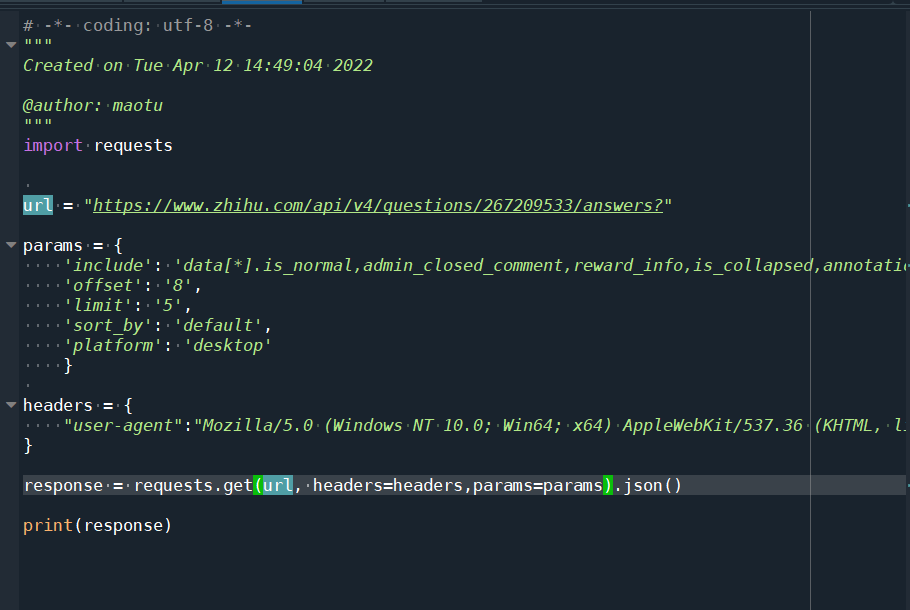 # -*- coding: utf-8 -*-
"""
Created on Tue Apr 12 14:49:04 2022
@author: maotu
"""
import requests
url = "https://www.zhihu.com/api/v4/questions/267209533/answers?"
params = {
'include': 'data[*].is_normal,admin_closed_comment,reward_info,is_collapsed,
'offset': '8',
'limit': '5',
'sort_by': 'default',
'platform': 'desktop'
}
headers = {
"user-agent":"Mozilla/5.0 (Windows NT 10.0; Win64; x64) AppleWebKit/537.36 (KHTML,
}
response = requests.get(url, headers=headers,params=params).json()
print(response)